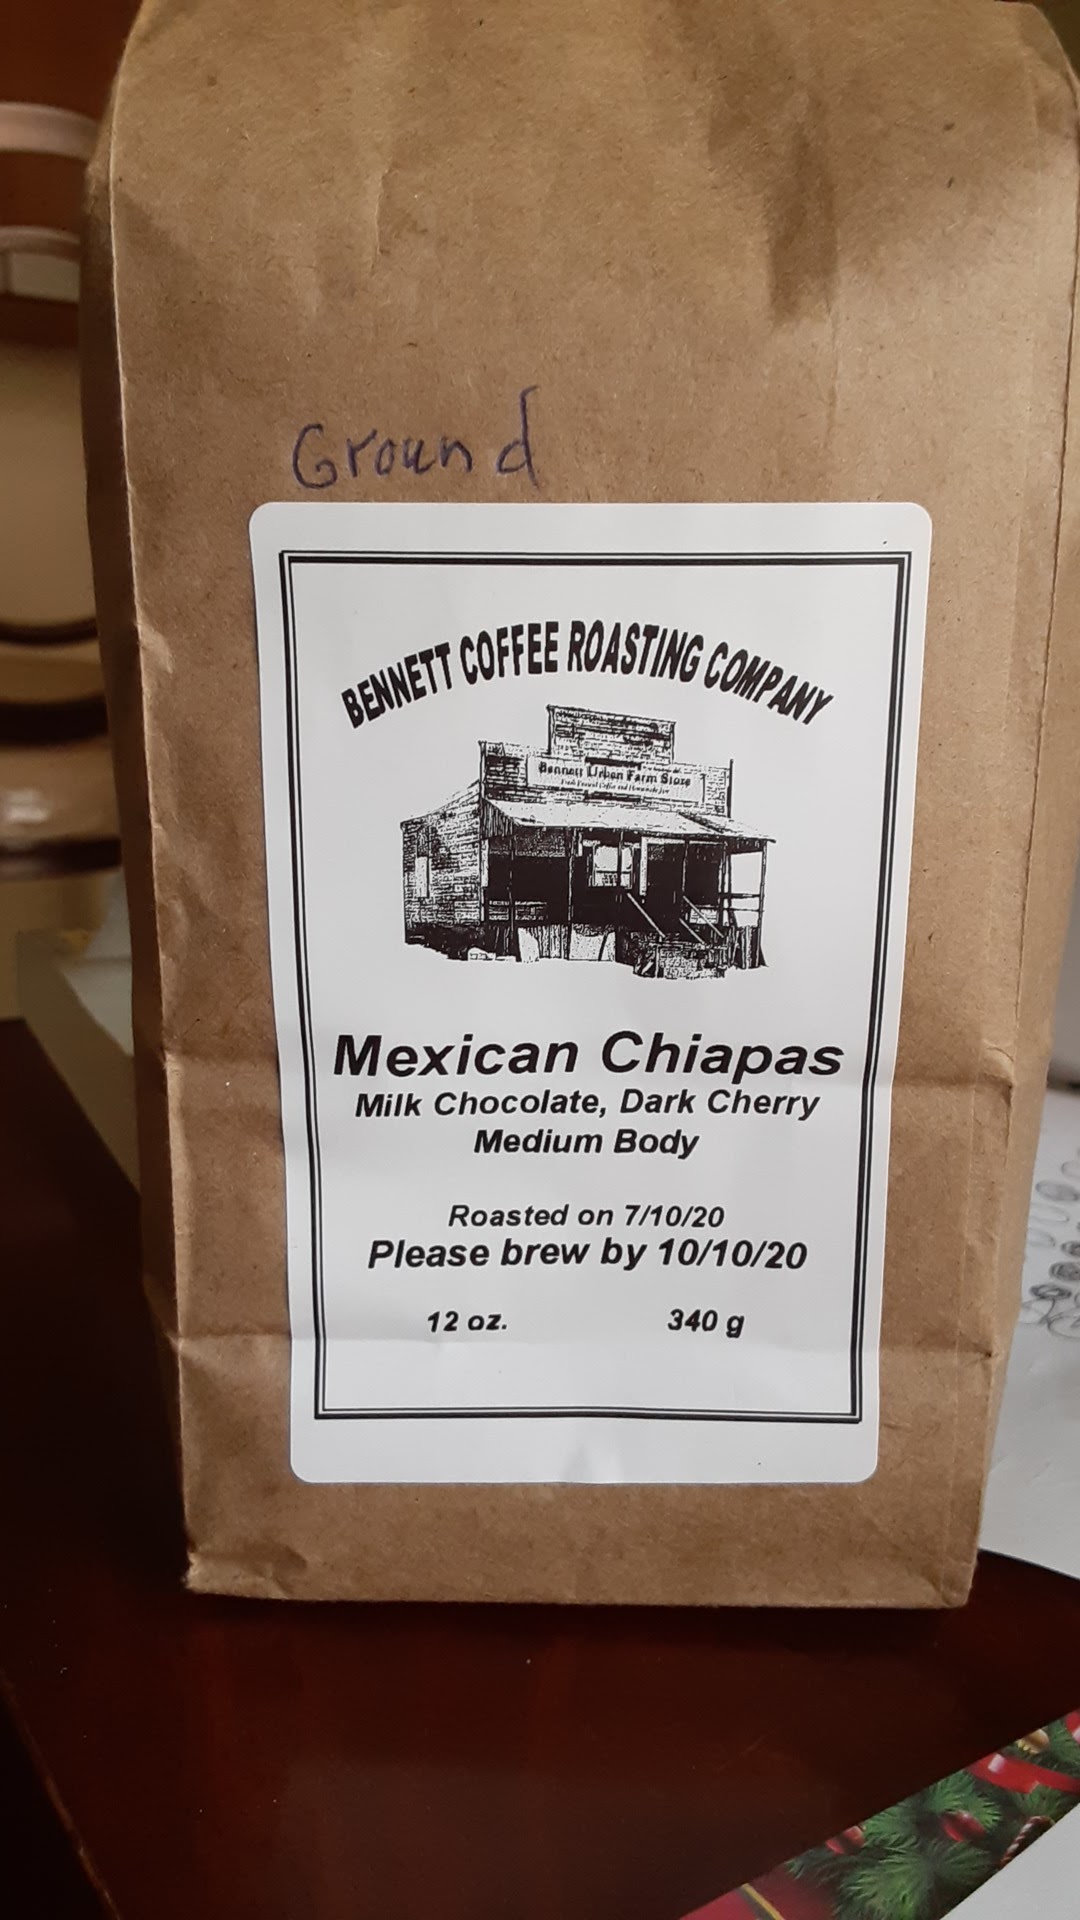 Ground
BENNETT COFFEE ROASTING COMPANY
Bennett Urban Farm Store
Mexican Chiapas
Milk Chocolate, Dark Cherry
Medium Body
Roasted on 7/10/20
Please brew by 10/10/20
12 oz. 340 g